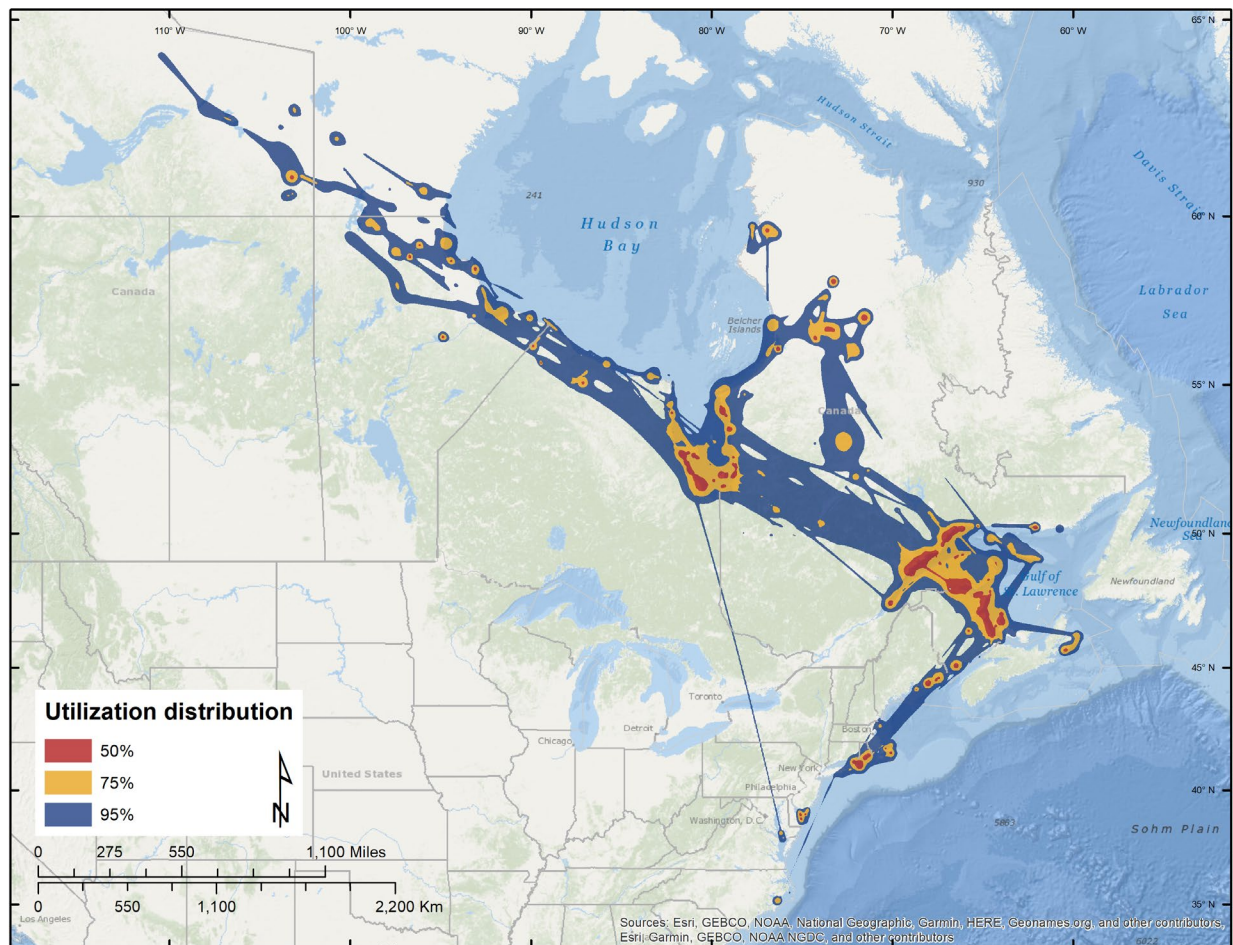 110° W
100° W
90° W
80° W
70° W
60° W
65° N
Hudson Strait
Davis Strait
930
241
60° N
Hudson
Bay
Canada
Labrador
Sea
Belcher
Islands
55° N
Canada
Newfoundland
Sea
50° N
Gulf of
St. Lawrence
Newfoundland
45° N
Toronto
Boston
Detroit
Chicago
New York
United States
Philadelphia
40° N
Washington, D.C.
5883
Sohm Plain
Utilization distribution
50%
75%
95%
N
0 275 550 1,100 Miles
0 550 1,100 2,200 Km
35° N
Los Angeles
Sources: Esri, GEBCO, NOAA, National Geographic, Garmin, HERE, Geonames.org, and other contributors,
Esri, Garmin, GEBCO, NOAA NGDC, and other contributors